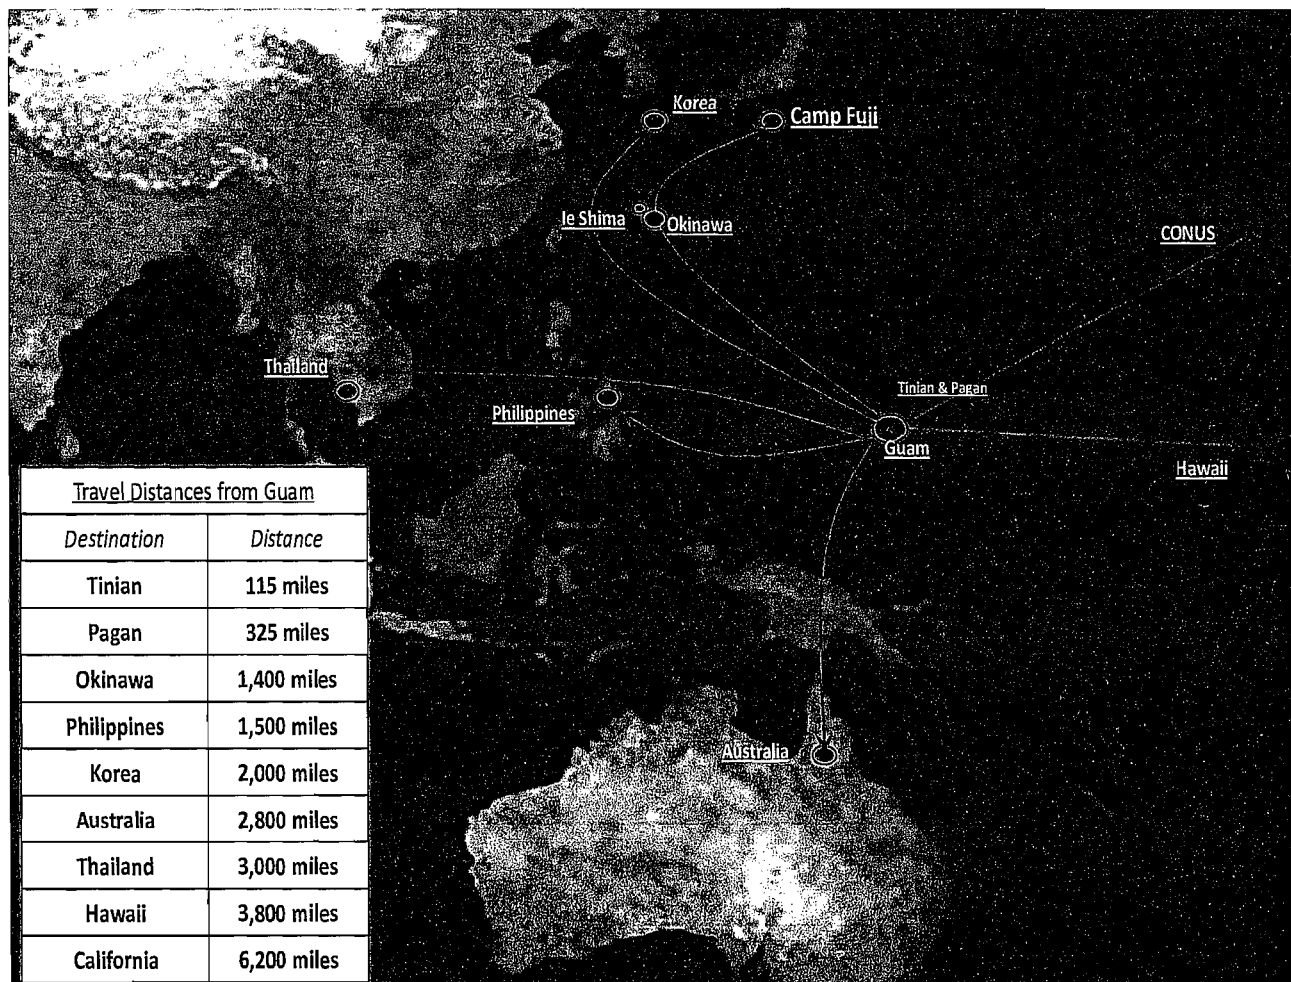 Korea
Camp Fuji
Ie Shima
Okinawa
CONUS
Thailand
Tinian & Pagan
Philippines
Guam
Hawaii
Australia
Travel Distances from Guam
Destination Distance
Tinian 115 miles
Pagan 325 miles
Okinawa 1,400 miles
Philippines 1,500 miles
Korea 2,000 miles
Australia 2,800 miles
Thailand 3,000 miles
Hawaii 3,800 miles
California 6,200 miles